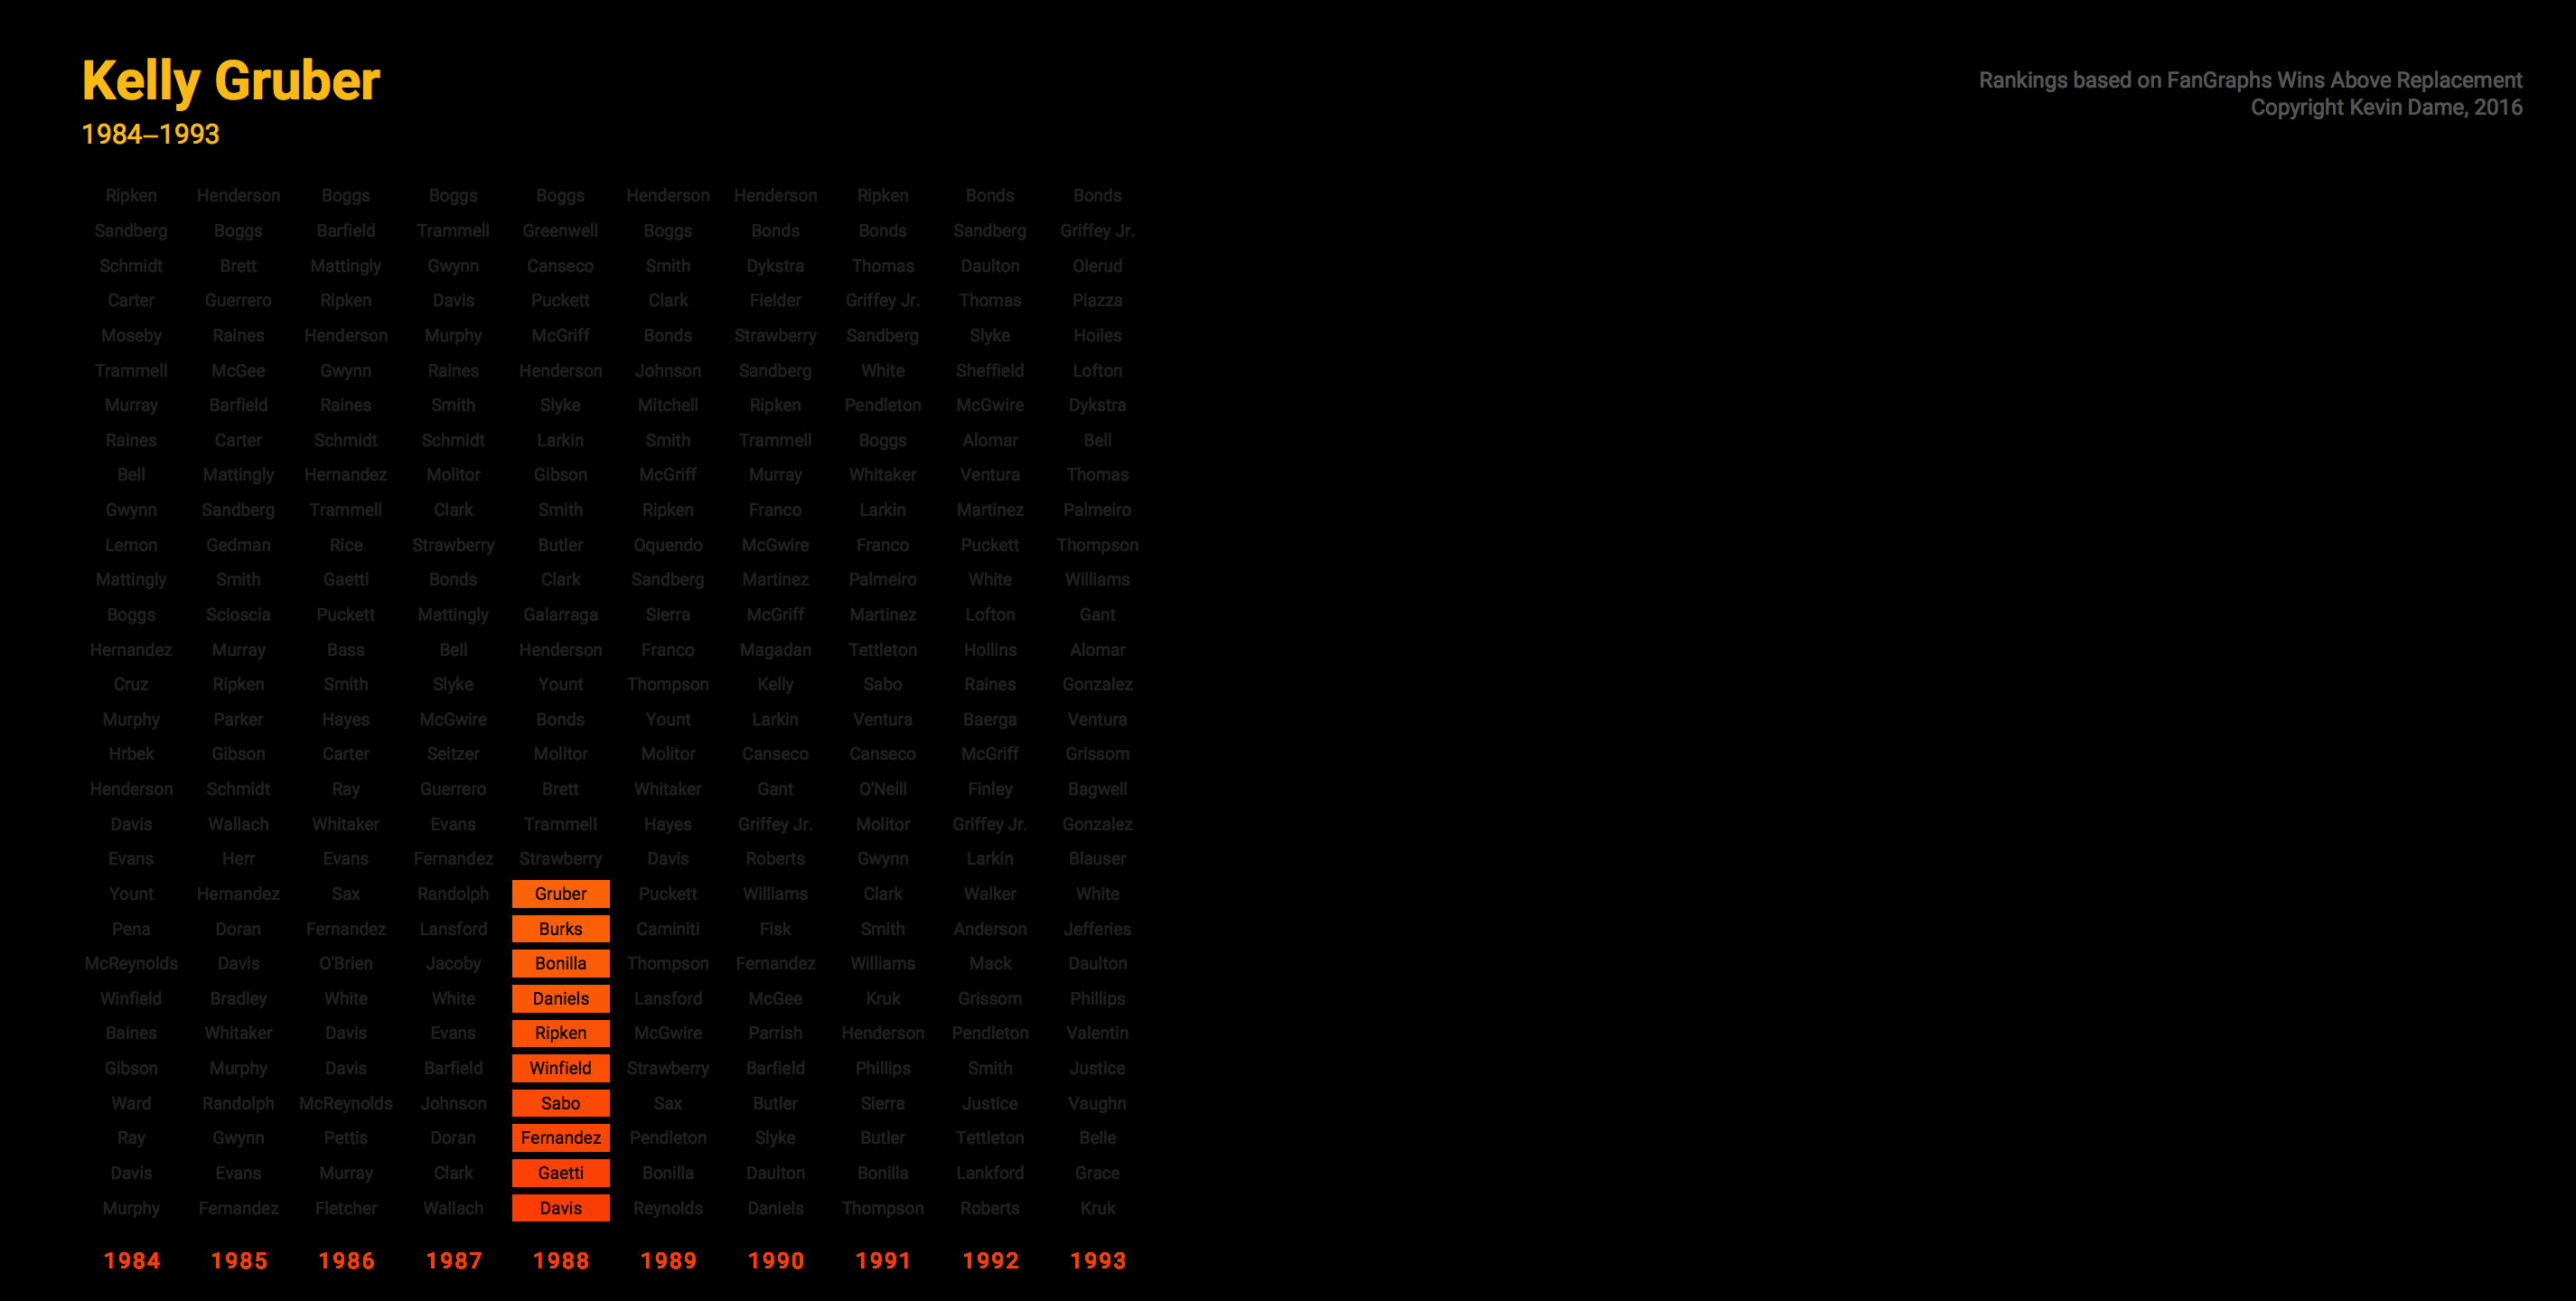 Kelly Gruber
1984–1993
Rankings based on FanGraphs Wins Above Replacement
Copyright Kevin Dame, 2016
Ripken Henderson Boggs Boggs Boggs Henderson Henderson Ripken Bonds Bonds
Sandberg Boggs Barfield Trammell Greenwell Boggs Bonds Bonds Sandberg Griffey Jr.
Schmidt Brett Mattingly Gwynn Canseco Smith Dykstra Thomas Daulton Olerud
Carter Guerrero Ripken Davis Puckett Clark Fielder Griffey Jr. Thomas Piazza
Moseby Raines Henderson Murphy McGriff Bonds Strawberry Sandberg Slyke Hoiles
Trammell McGee Gwynn Raines Henderson Johnson Sandberg White Sheffield Lofton
Murray Barfield Raines Smith Slyke Mitchell Ripken Pendleton McGwire Dykstra
Raines Carter Schmidt Schmidt Larkin Smith Trammell Boggs Alomar Bell
Bell Mattingly Hernandez Molitor Gibson McGriff Murray Whitaker Ventura Thomas
Gwynn Sandberg Trammell Clark Smith Ripken Franco Larkin Martinez Palmeiro
Lemon Gedman Rice Strawberry Butler Oquendo McGwire Franco Puckett Thompson
Mattingly Smith Gaetti Bonds Clark Sandberg Martinez Palmeiro White Williams
Boggs Scioscia Puckett Mattingly Galarraga Sierra McGriff Martinez Lofton Gant
Hernandez Murray Bass Bell Henderson Franco Magadan Tettleton Hollins Alomar
Cruz Ripken Smith Slyke Yount Thompson Kelly Sabo Raines Gonzalez
Murphy Parker Hayes McGwire Bonds Yount Larkin Ventura Baerga Ventura
Hrbek Gibson Carter Seitzer Molitor Molitor Canseco Canseco McGriff Grissom
Henderson Schmidt Ray Guerrero Brett Whitaker Gant O'Neill Finley Bagwell
Davis Wallach Whitaker Evans Trammell Hayes Griffey Jr. Molitor Griffey Jr. Gonzalez
Evans Herr Evans Fernandez Strawberry Davis Roberts Gwynn Larkin Blauser
Yount Hernandez Sax Randolph Gruber Puckett Williams Clark Walker White
Pena Doran Fernandez Lansford Burks Caminiti Fisk Smith Anderson Jefferies
McReynolds Davis O'Brien Jacoby Bonilla Thompson Fernandez Williams Mack Daulton
Winfield Bradley White White Daniels Lansford McGee Kruk Grissom Phillips
Baines Whitaker Davis Evans Ripken McGwire Parrish Henderson Pendleton Valentin
Gibson Murphy Davis Barfield Winfield Strawberry Barfield Phillips Smith Justice
Ward Randolph McReynolds Johnson Sabo Sax Butler Sierra Justice Vaughn
Ray Gwynn Pettis Doran Fernandez Pendleton Slyke Butler Tettleton Belle
Davis Evans Murray Clark Gaetti Bonilla Daulton Bonilla Lankford Grace
Murphy Fernandez Fletcher Wallach Davis Reynolds Daniels Thompson Roberts Kruk
1984 1985 1986 1987 1988 1989 1990 1991 1992 1993